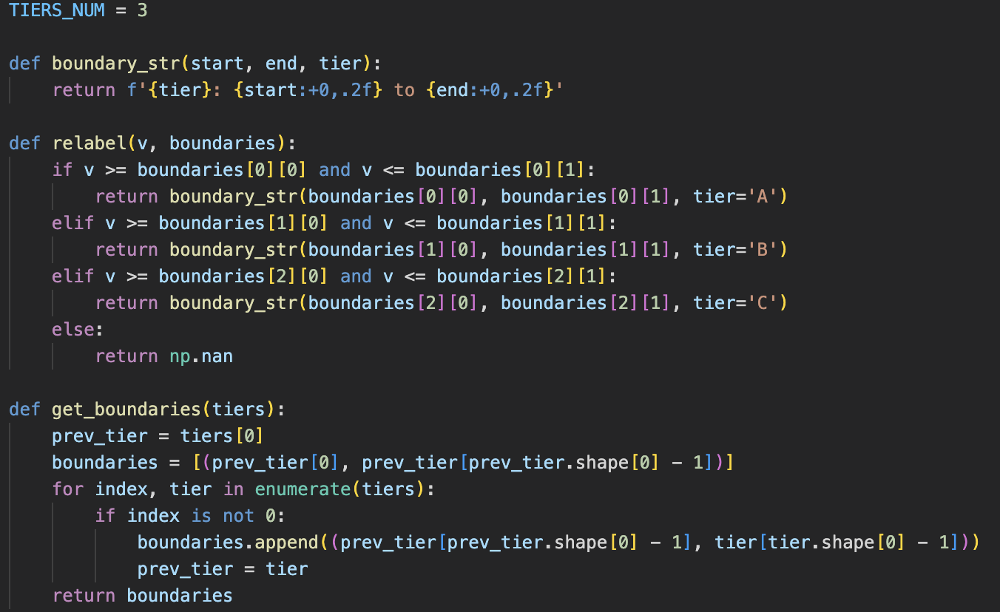 TIERS_NUM = 3

def boundary_str(start, end, tier):
    return f'{tier}: {start:+0,.2f} to {end:+0,.2f}'

def relabel(v, boundaries):
    if v >= boundaries[0][0] and v <= boundaries[0][1]:
        return boundary_str(boundaries[0][0], boundaries[0][1], tier='A')
    elif v >= boundaries[1][0] and v <= boundaries[1][1]:
        return boundary_str(boundaries[1][0], boundaries[1][1], tier='B')
    elif v >= boundaries[2][0] and v <= boundaries[2][1]:
        return boundary_str(boundaries[2][0], boundaries[2][1], tier='C')
    else:
        return np.nan

def get_boundaries(tiers):
    prev_tier = tiers[0]
    boundaries = [(prev_tier[0], prev_tier[prev_tier.shape[0] - 1])]
    for index, tier in enumerate(tiers):
        if index is not 0:
            boundaries.append((prev_tier[prev_tier.shape[0] - 1], tier[tier.shape[0] - 1]))
            prev_tier = tier
    return boundaries